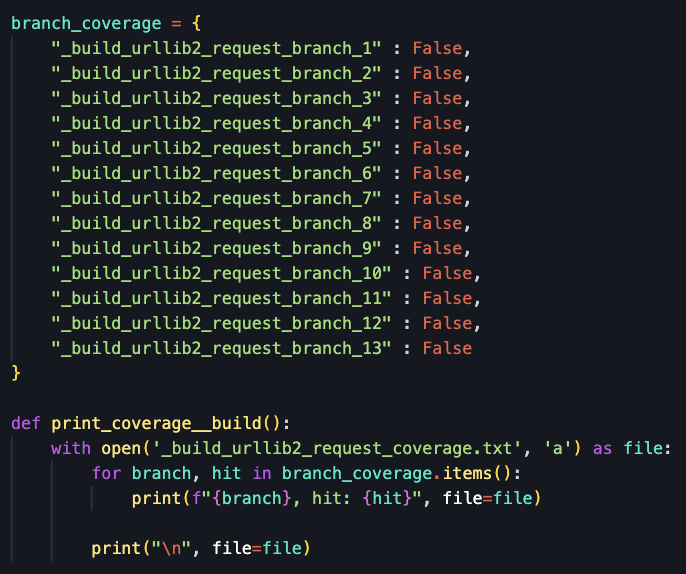 branch_coverage = {
    "_build_urllib2_request_branch_1" : False,
    "_build_urllib2_request_branch_2" : False,
    "_build_urllib2_request_branch_3" : False,
    "_build_urllib2_request_branch_4" : False,
    "_build_urllib2_request_branch_5" : False,
    "_build_urllib2_request_branch_6" : False,
    "_build_urllib2_request_branch_7" : False,
    "_build_urllib2_request_branch_8" : False,
    "_build_urllib2_request_branch_9" : False,
    "_build_urllib2_request_branch_10" : False,
    "_build_urllib2_request_branch_11" : False,
    "_build_urllib2_request_branch_12" : False,
    "_build_urllib2_request_branch_13" : False
}

def print_coverage__build():
    with open('_build_urllib2_request_coverage.txt', 'a') as file:
        for branch, hit in branch_coverage.items():
            print(f"{branch}, hit: {hit}", file=file)

        print("\n", file=file)